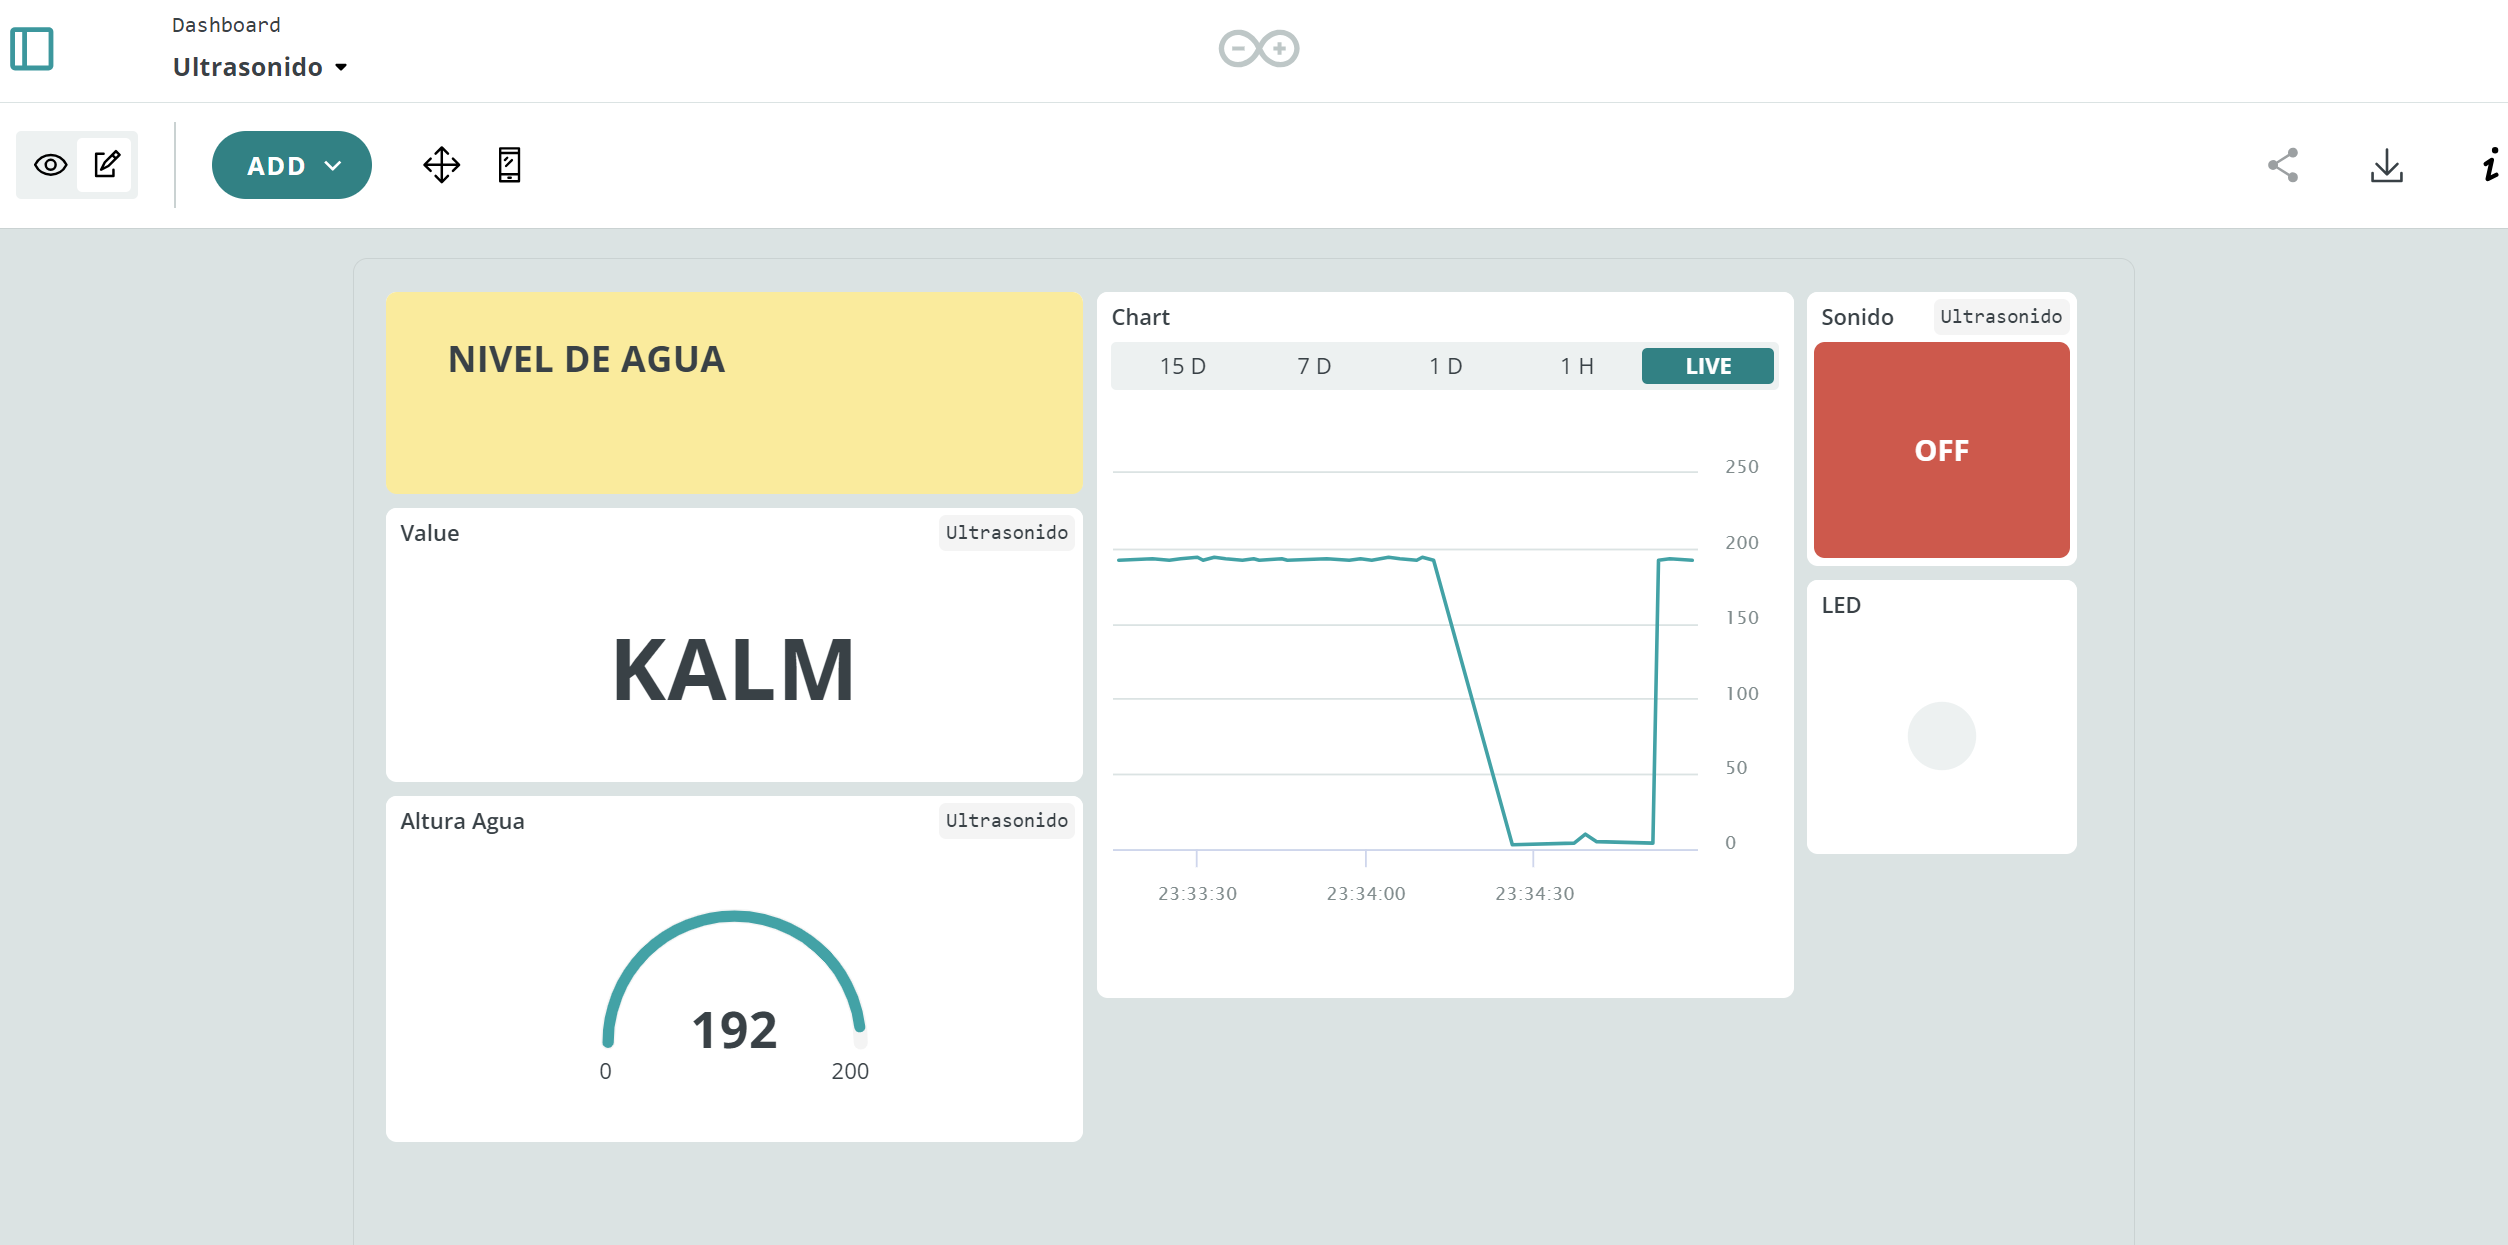 Dashboard
Ultrasonido
ADD
NIVEL DE AGUA
Value
Ultrasonido
KALM
Altura Agua
Ultrasonido
192
0
200
Chart
15 D
7 D
1 D
1 H
LIVE
250
200
150
100
50
0
23:33:30
23:34:00
23:34:30
Sonido
Ultrasonido
OFF
LED